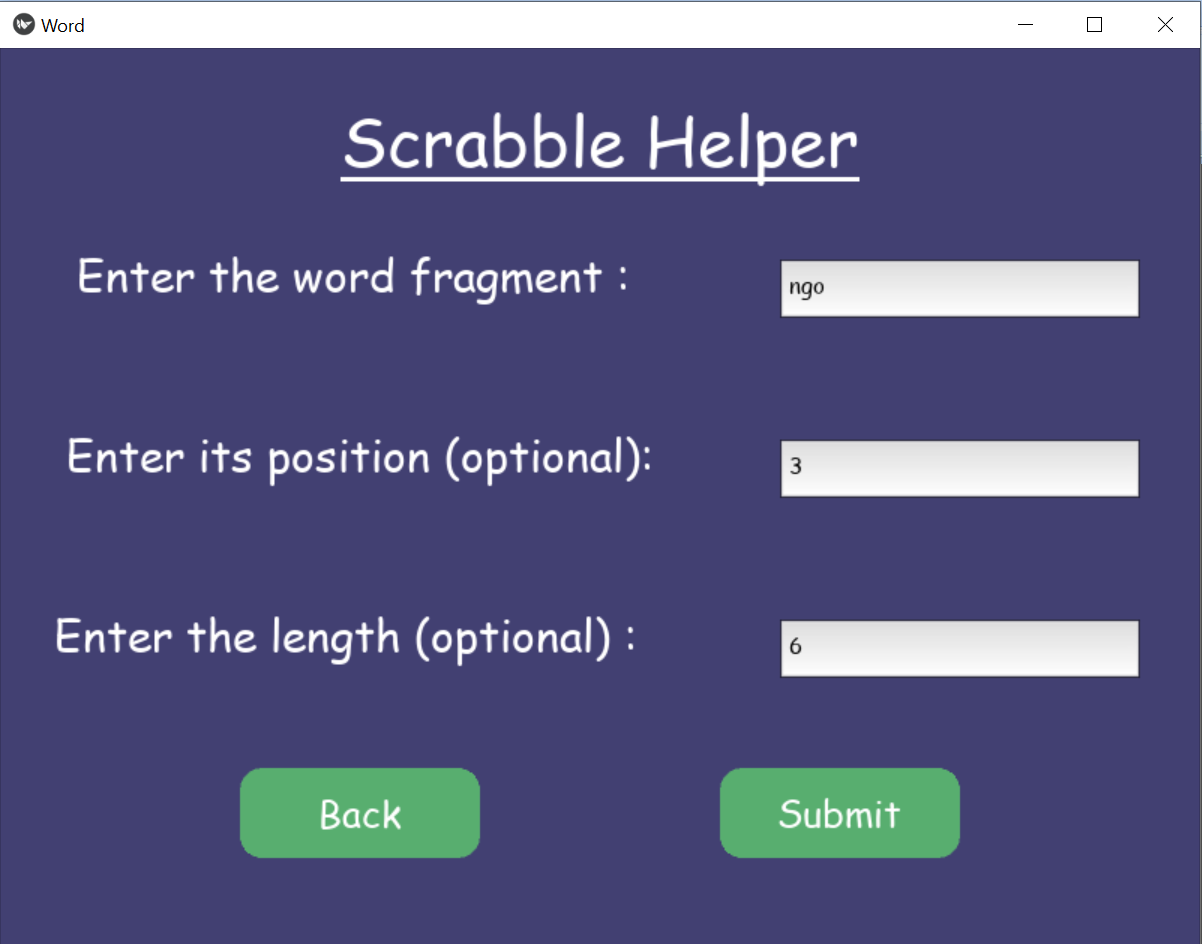 Word
Scrabble Helper
Enter the word fragment :
ngo
Enter its position (optional):
3
Enter the length (optional) :
6
Back
Submit